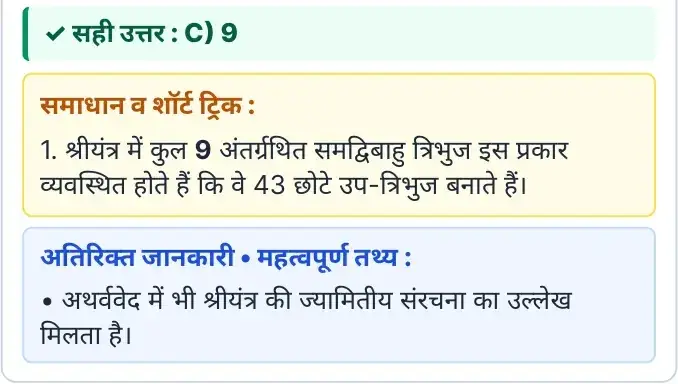 ✓ सही उत्तर : C) 9
समाधान व शॉर्ट ट्रिक :
1. श्रीयंत्र में कुल 9 अंतर्ग्रथित समद्विबाहु त्रिभुज इस प्रकार
व्यवस्थित होते हैं कि वे 43 छोटे उप-त्रिभुज बनाते हैं।
अतिरिक्त जानकारी • महत्वपूर्ण तथ्य :
• अथर्ववेद में भी श्रीयंत्र की ज्यामितीय संरचना का उल्लेख
मिलता है।